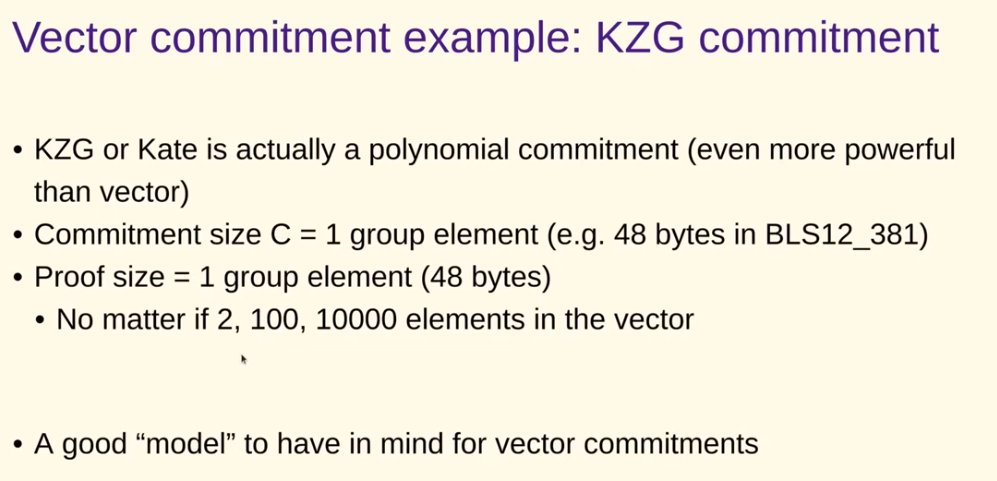 Vector commitment example: KZG commitment
• KZG or Kate is actually a polynomial commitment (even more powerful
than vector)
• Commitment size C = 1 group element (e.g. 48 bytes in BLS12_381)
• Proof size = 1 group element (48 bytes)
• No matter if 2, 100, 10000 elements in the vector
• A good “model” to have in mind for vector commitments